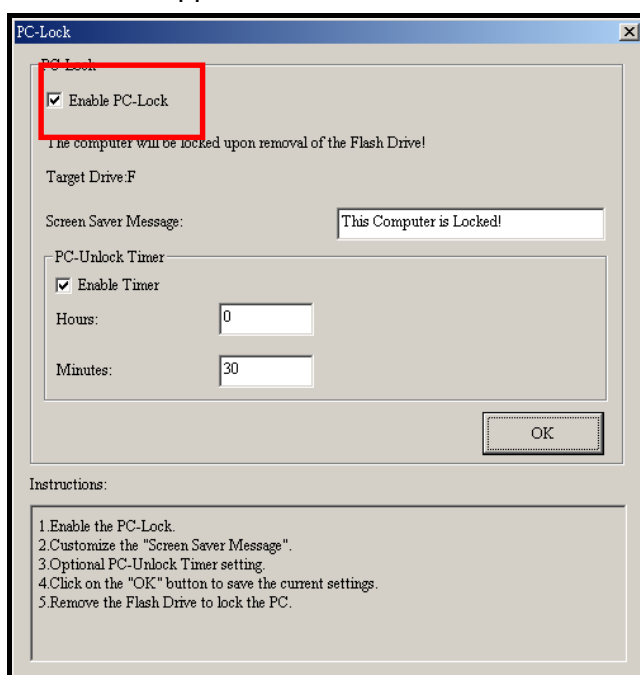 PC-Lock
PC-Lock
Enable PC-Lock
The computer will be locked upon removal of the Flash Drive!
Target Drive:F
Screen Saver Message:
This Computer is Locked!
PC-Unlock Timer
Enable Timer
Hours:
0
Minutes:
30
OK
Instructions:
1.Enable the PC-Lock.
2.Customize the "Screen Saver Message".
3.Optional PC-Unlock Timer setting.
4.Click on the "OK" button to save the current settings.
5.Remove the Flash Drive to lock the PC.